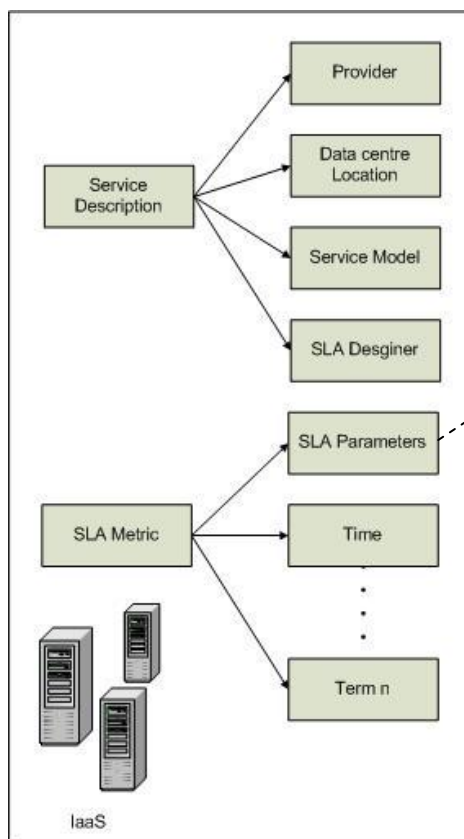 Provider
Data centre
Location
Service
Description
Service Model
SLA Desginer
SLA Parameters
SLA Metric
Time
Term n
IaaS